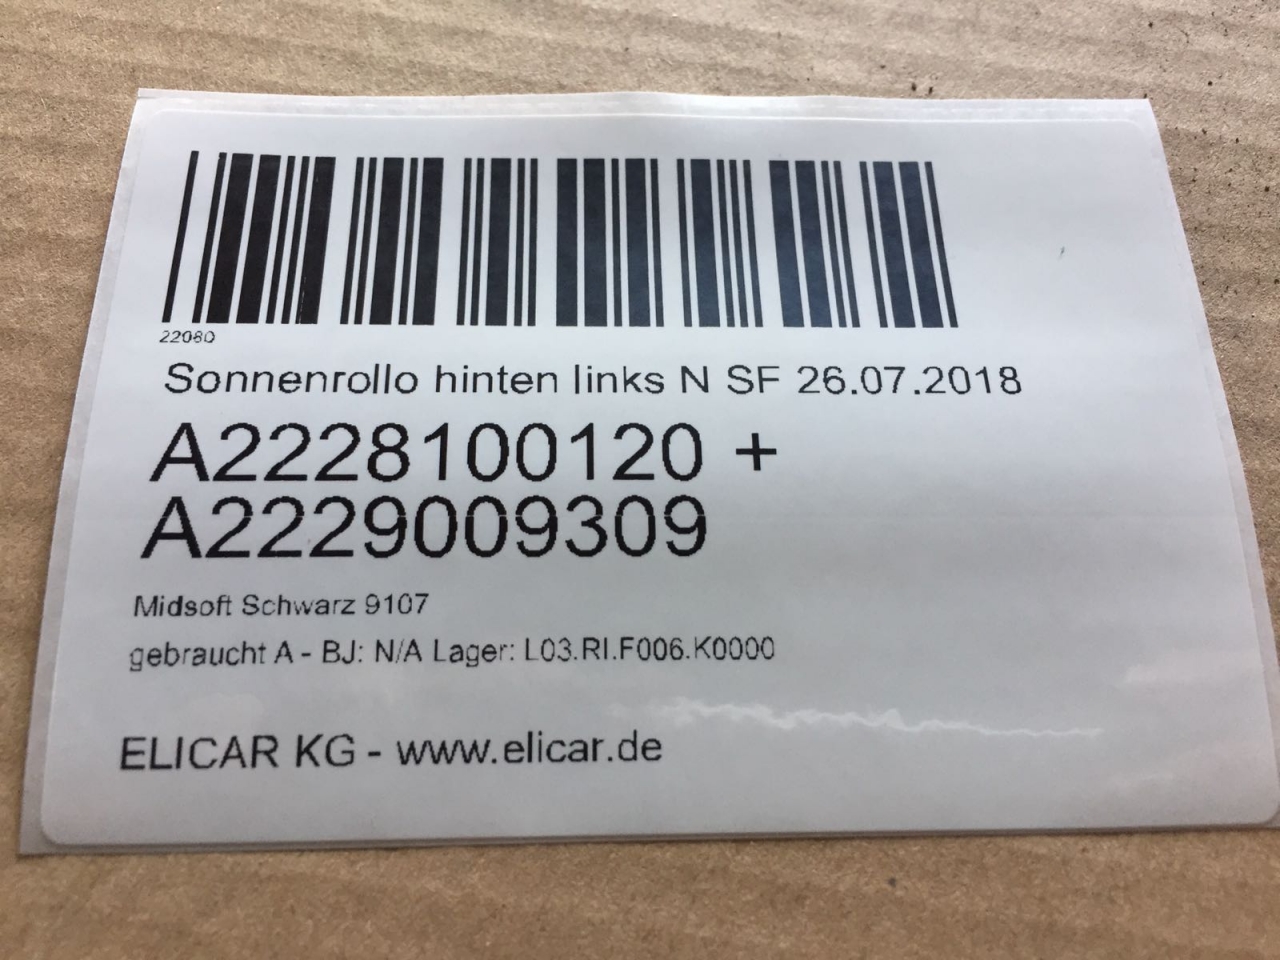 22080
Sonnenrollo hinten links N SF 26.07.2018
A2228100120 +
A2229009309
Midsoft Schwarz 9107
gebraucht A - BJ: N/A Lager: L03.RI.F006.K0000
ELICAR KG - www.elicar.de